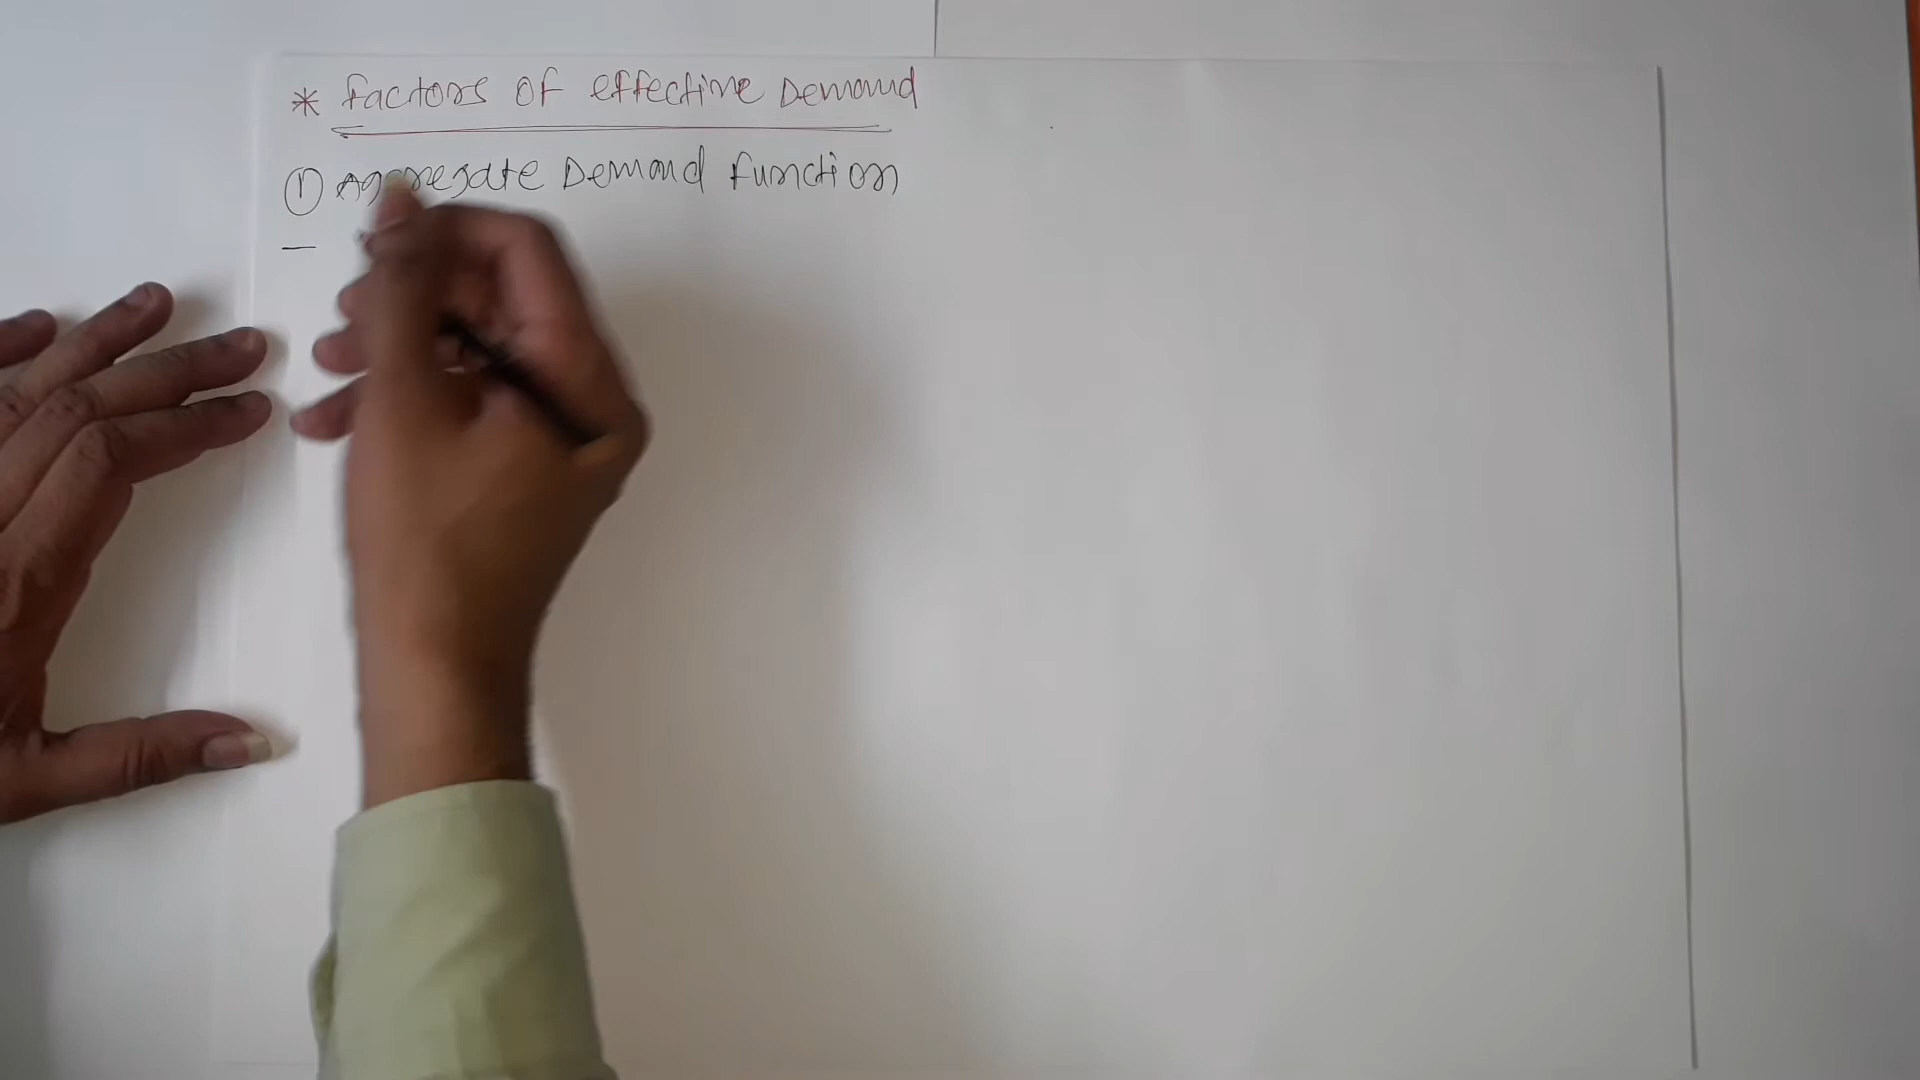 * Factors of effective Demand
① Aggregate Demand function
—